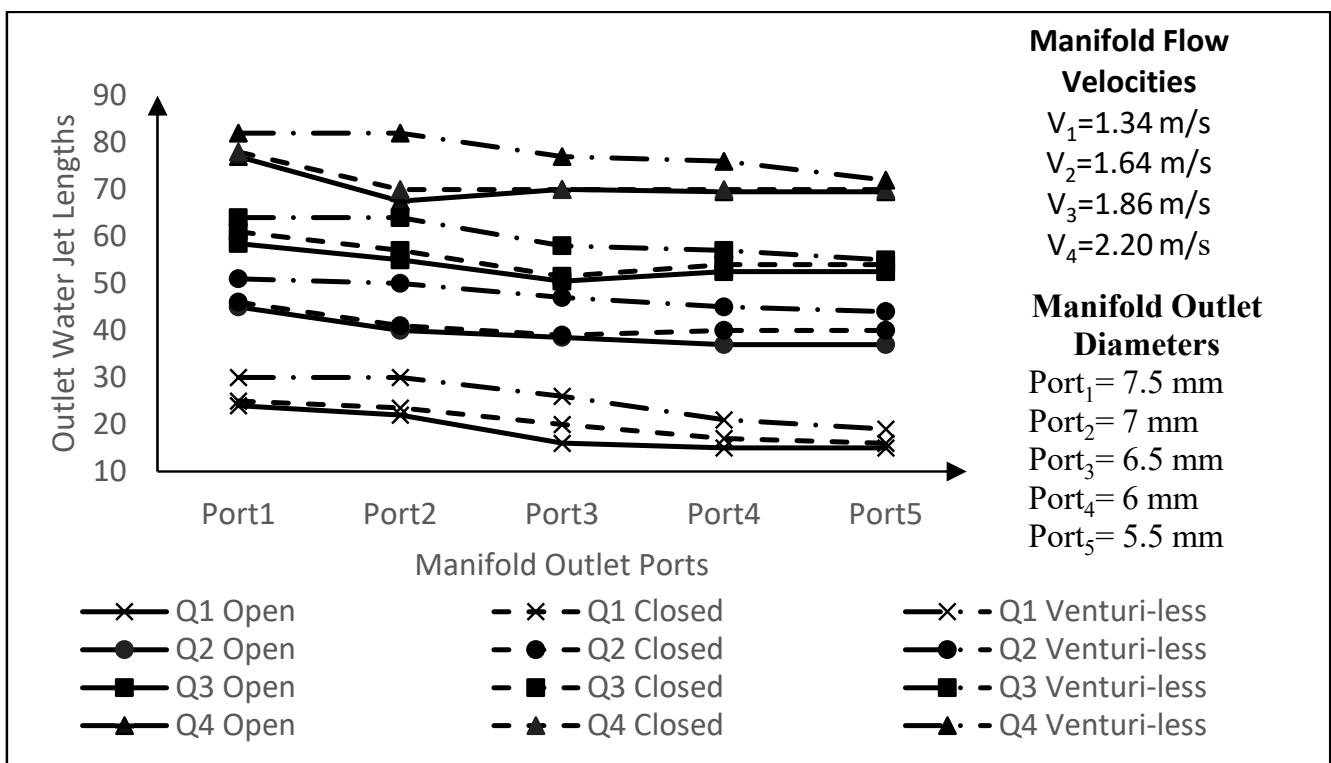 Manifold Flow
Velocities
V₁=1.34 m/s
V₂=1.64 m/s
V₃=1.86 m/s
V₄=2.20 m/s
Manifold Outlet
Diameters
Port₁= 7.5 mm
Port₂= 7 mm
Port₃= 6.5 mm
Port₄= 6 mm
Port₅= 5.5 mm
Outlet Water Jet Lengths
90
80
70
60
50
40
30
20
10
Port1 Port2 Port3 Port4 Port5
Manifold Outlet Ports
Q1 Open Q1 Closed Q1 Venturi-less
Q2 Open Q2 Closed Q2 Venturi-less
Q3 Open Q3 Closed Q3 Venturi-less
Q4 Open Q4 Closed Q4 Venturi-less